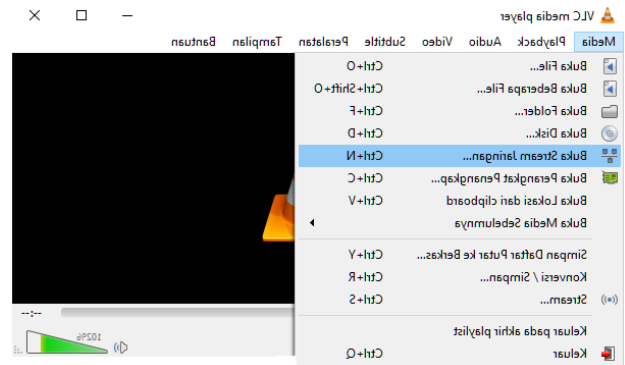 VLC media player
Media Playback Audio Video Subtitle Peralatan Tampilan Bantuan
Buka File... Ctrl+O
Buka Beberapa File... Ctrl+Shift+O
Buka Folder... Ctrl+F
Buka Disk... Ctrl+D
Buka Stream Jaringan... Ctrl+N
Buka Perangkat Penangkap... Ctrl+C
Buka Lokasi dari clipboard Ctrl+V
Buka Media Sebelumnya
Simpan Daftar Putar ke Berkas... Ctrl+Y
Konversi / Simpan... Ctrl+R
Stream... Ctrl+S
Keluar pada akhir playlist
Keluar Ctrl+Q
--:--
102%